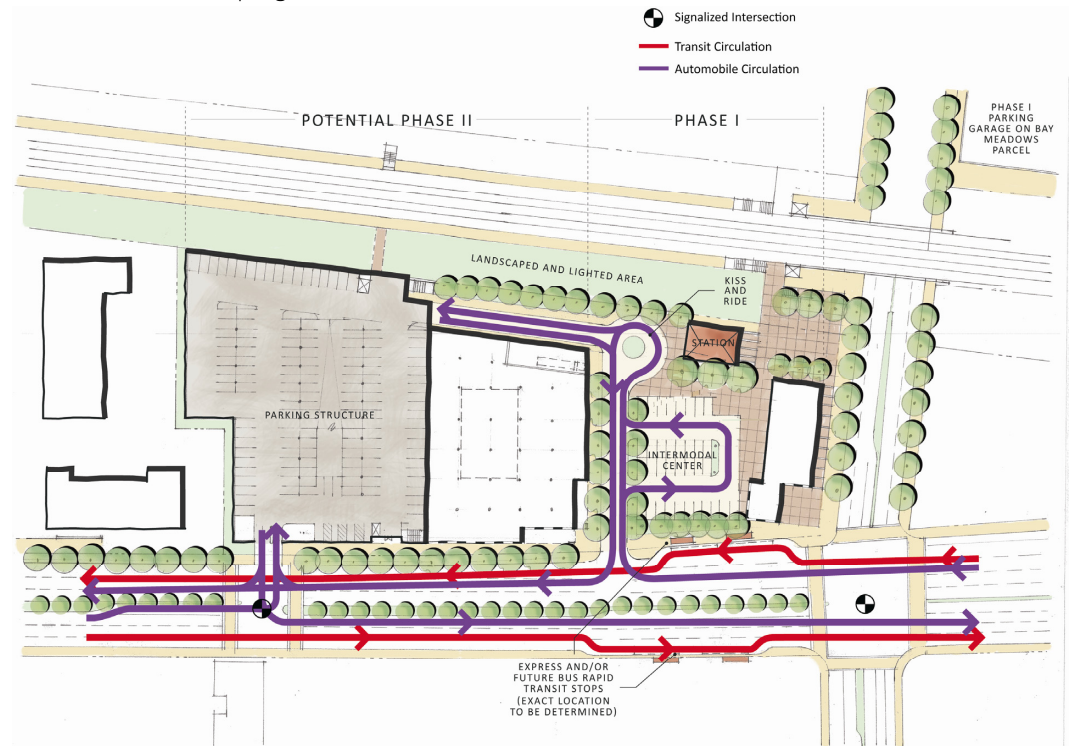 Signalized Intersection
Transit Circulation
Automobile Circulation
POTENTIAL PHASE II
PHASE I
PHASE I
PARKING
GARAGE ON BAY
MEADOWS
PARCEL
LANDSCAPED AND LIGHTED AREA
KISS
AND
RIDE
STATION
PARKING STRUCTURE
INTERMODAL
CENTER
EXPRESS AND/OR
FUTURE BUS RAPID
TRANSIT STOPS
(EXACT LOCATION
TO BE DETERMINED)